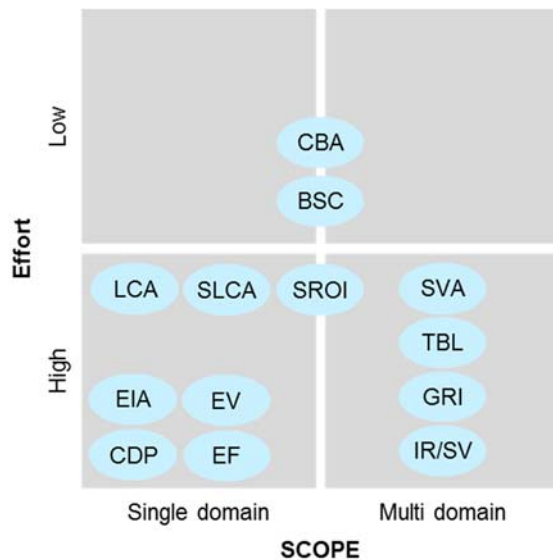 Effort
Low
High
CBA
BSC
LCA SLCA SROI SVA
TBL
EIA EV GRI
CDP EF IR/SV
Single domain Multi domain
SCOPE